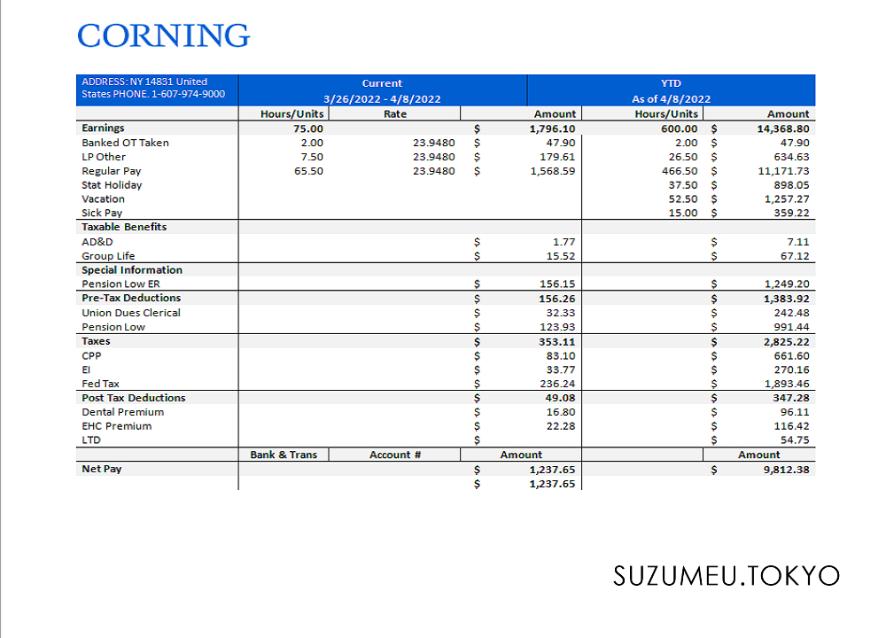 CORNING
ADDRESS: NY 14831 United
States PHONE. 1-607-974-9000
Current
3/26/2022 - 4/8/2022
YTD
As of 4/8/2022
Hours/Units Rate Amount Hours/Units Amount
Earnings 75.00 $ 1,796.10 600.00 $ 14,368.80
Banked OT Taken 2.00 23.9480 $ 47.90 2.00 $ 47.90
LP Other 7.50 23.9480 $ 179.61 26.50 $ 634.63
Regular Pay 65.50 23.9480 $ 1,568.59 466.50 $ 11,171.73
Stat Holiday 37.50 $ 898.05
Vacation 52.50 $ 1,257.27
Sick Pay 15.00 $ 359.22
Taxable Benefits
AD&D $ 1.77 $ 7.11
Group Life $ 15.52 $ 67.12
Special Information
Pension Low ER $ 156.15 $ 1,249.20
Pre-Tax Deductions $ 156.26 $ 1,383.92
Union Dues Clerical $ 32.33 $ 242.48
Pension Low $ 123.93 $ 991.44
Taxes $ 353.11 $ 2,825.22
CPP $ 83.10 $ 661.60
EI $ 33.77 $ 270.16
Fed Tax $ 236.24 $ 1,893.46
Post Tax Deductions $ 49.08 $ 347.28
Dental Premium $ 16.80 $ 96.11
EHC Premium $ 22.28 $ 116.42
LTD $ $ 54.75
Bank & Trans Account # Amount Amount
Net Pay $ 1,237.65 $ 9,812.38
$ 1,237.65
SUZUMEU.TOKYO